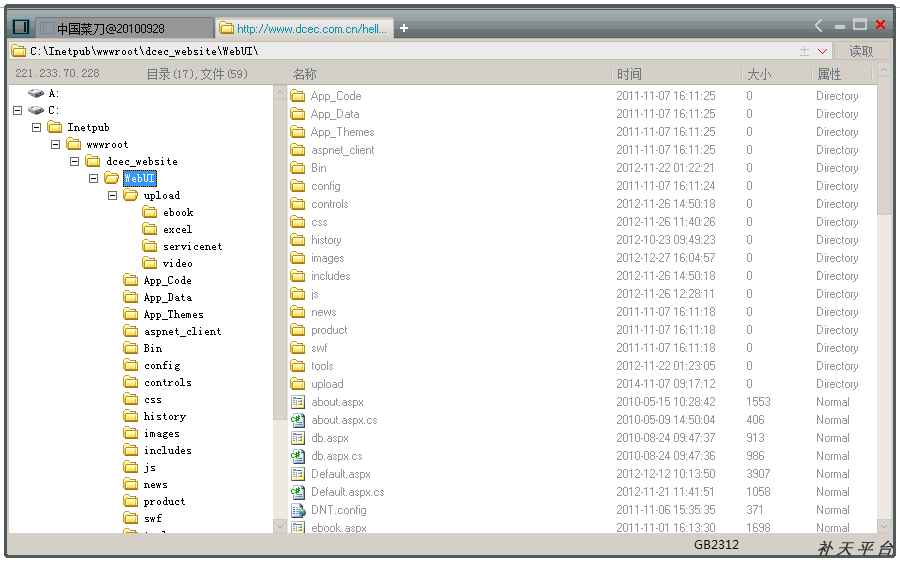 中国菜刀@20100928
http://www.dcec.com.cn/hell...
+
C:\Inetpub\wwwroot\dcec_website\WebUI\
读取
221.233.70.228 目录(17),文件(59) 名称 时间 大小 属性
A:
C:
Inetpub
wwwroot
dcec_website
WebUI
upload
ebook
excel
servicenet
video
App_Code
App_Data
App_Themes
aspnet_client
Bin
config
controls
css
history
images
includes
js
news
product
swf
App_Code 2011-11-07 16:11:25 0 Directory
App_Data 2011-11-07 16:11:25 0 Directory
App_Themes 2011-11-07 16:11:25 0 Directory
aspnet_client 2011-11-07 16:11:25 0 Directory
Bin 2012-11-22 01:22:21 0 Directory
config 2011-11-07 16:11:24 0 Directory
controls 2012-11-26 14:50:18 0 Directory
css 2012-11-26 11:40:26 0 Directory
history 2012-10-23 09:49:23 0 Directory
images 2012-12-27 16:04:57 0 Directory
includes 2012-11-26 14:50:18 0 Directory
js 2012-11-26 12:28:11 0 Directory
news 2011-11-07 16:11:18 0 Directory
product 2011-11-07 16:11:18 0 Directory
swf 2011-11-07 16:11:18 0 Directory
tools 2012-11-22 01:23:05 0 Directory
upload 2014-11-07 09:17:12 0 Directory
about.aspx 2010-05-15 10:28:42 1553 Normal
about.aspx.cs 2010-05-09 14:50:04 406 Normal
db.aspx 2010-08-24 09:47:37 913 Normal
db.aspx.cs 2010-08-24 09:47:36 986 Normal
Default.aspx 2012-12-12 10:13:50 3907 Normal
Default.aspx.cs 2012-11-21 11:41:51 1058 Normal
DNT.config 2011-11-06 15:35:35 371 Normal
ebook.aspx 2011-11-01 16:13:30 1698 Normal
GB2312
补天平台